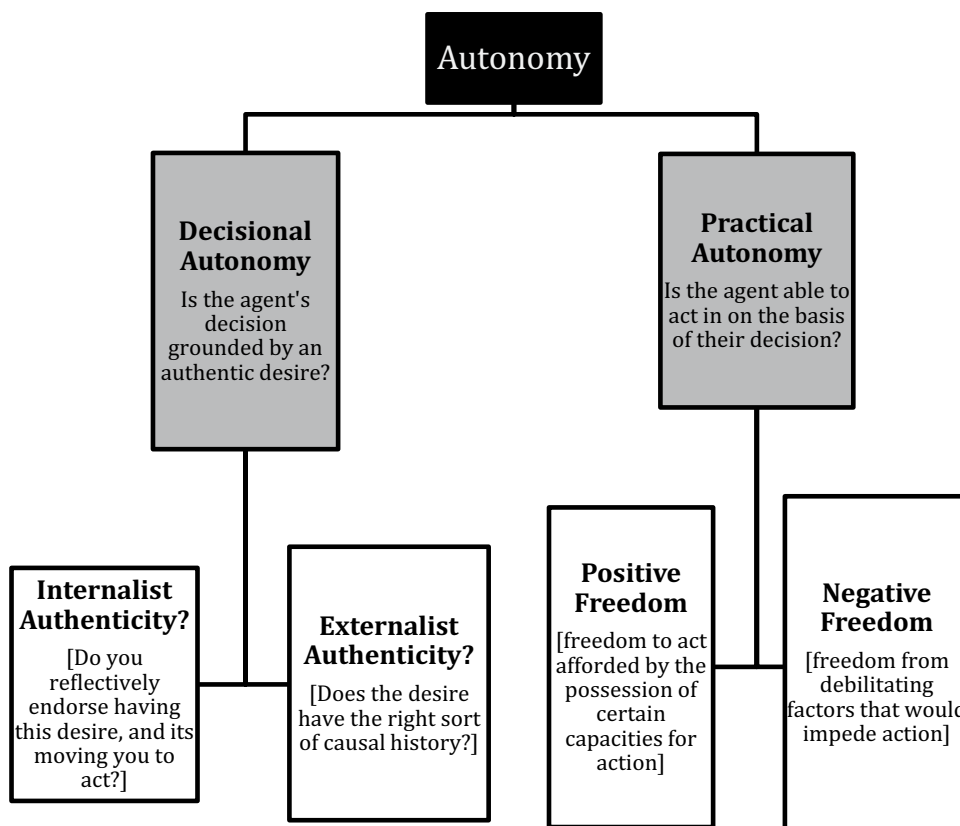 Autonomy
Decisional
Autonomy
Is the agent's
decision
grounded by an
authentic desire?
Practical
Autonomy
Is the agent able to
act in on the basis
of their decision?
Internalist
Authenticity?
[Do you
reflectively
endorse having
this desire, and its
moving you to
act?]
Externalist
Authenticity?
[Does the desire
have the right sort
of causal history?]
Positive
Freedom
[freedom to act
afforded by the
possession of
certain
capacities for
action]
Negative
Freedom
[freedom from
debilitating
factors that would
impede action]